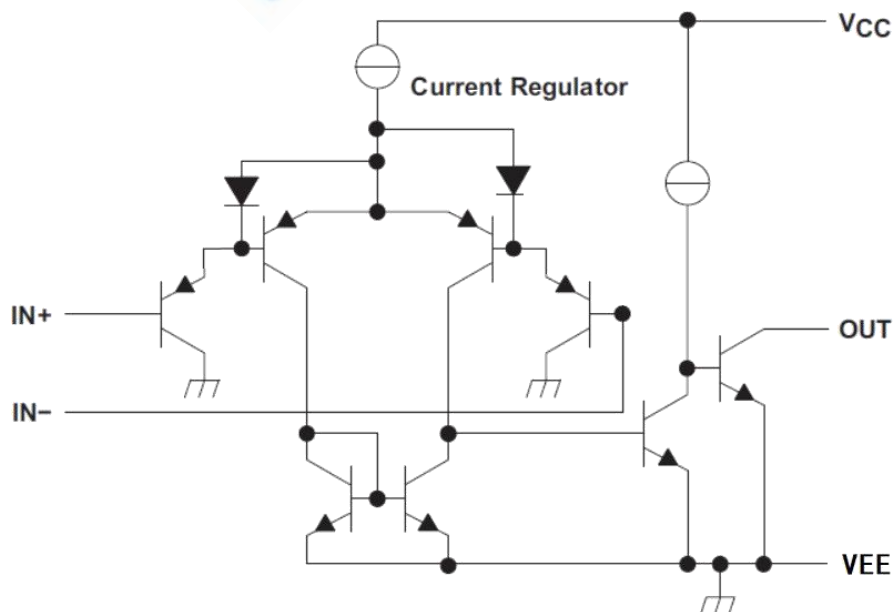 VCC
Current Regulator
IN+
OUT
IN−
VEE